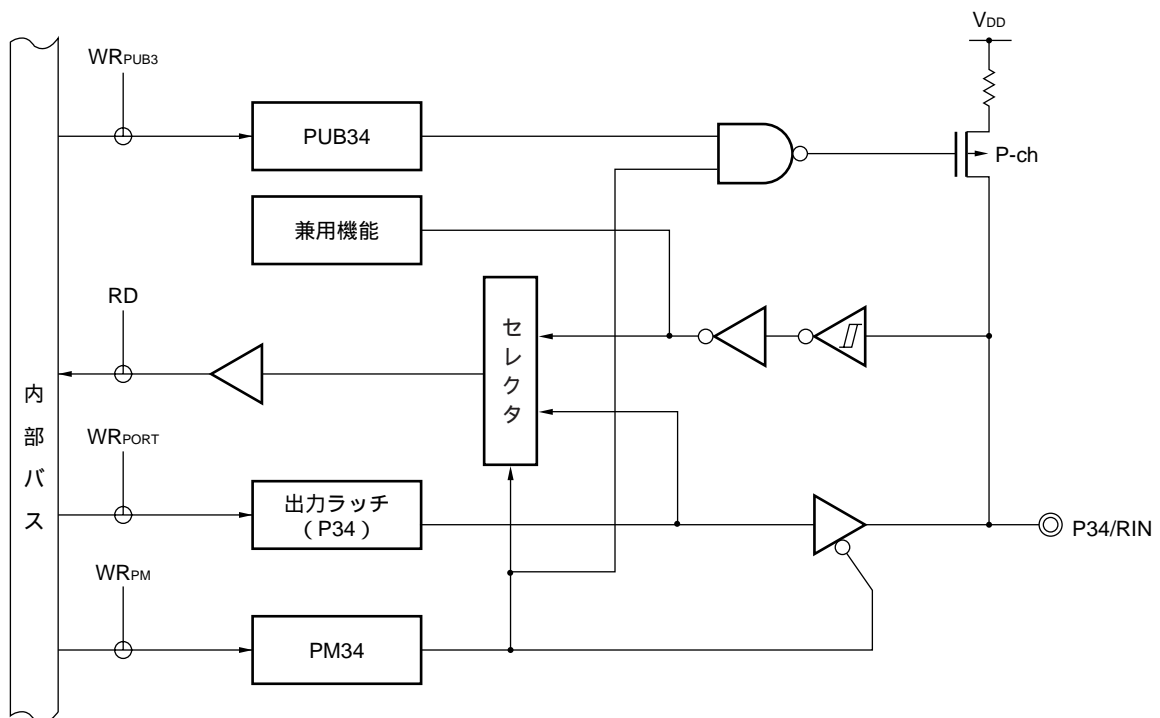 VDD
WRPUB3
PUB34
P-ch
兼用機能
RD
セレクタ
内部バス
WRPORT
出力ラッチ
（P34）
P34/RIN
WRPM
PM34